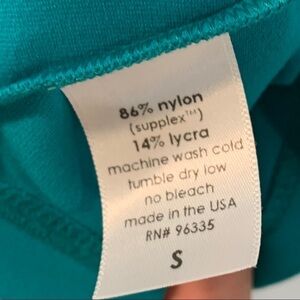 86% nylon
(supplex™)
14% lycra
machine wash cold
tumble dry low
no bleach
made in the USA
RN# 96335
S